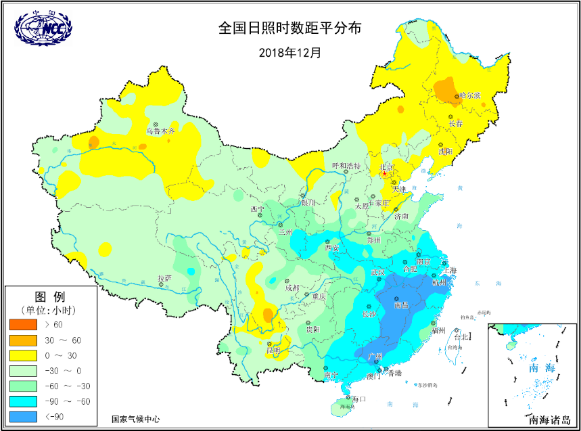 全国日照时数距平分布
2018年12月
NCC
哈尔滨
长春
乌鲁木齐
沈阳
呼和浩特
北京
天津
银川
太原
石家庄
济南
西宁
兰州
西安
郑州
合肥
南京
上海
拉萨
成都
武汉
杭州
重庆
南昌
长沙
贵阳
福州
台北
昆明
广州
南宁
澳门
香港
海口
海南岛
图 例
(单位:小时)
> 60
30 ～ 60
0 ～ 30
-30 ～ 0
-60 ～ -30
-90 ～ -60
<-90
国家气候中心
南 海
南海诸岛